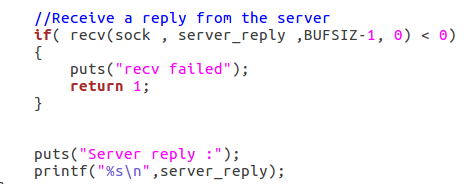 //Receive a reply from the server
if( recv(sock , server_reply ,BUFSIZ-1, 0) < 0)
{
puts("recv failed");
return 1;
}
puts("Server reply :");
printf("%s\n",server_reply);